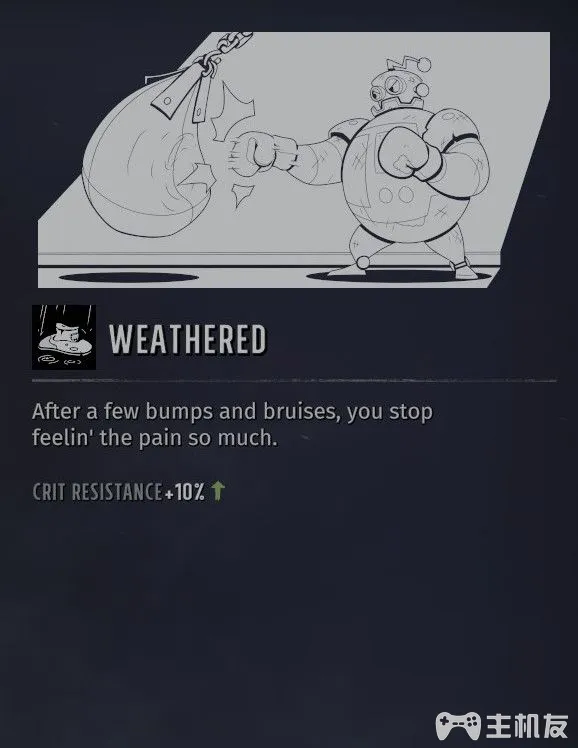 WEATHERED
After a few bumps and bruises, you stop
feelin' the pain so much.
CRIT RESISTANCE +10%
主机友